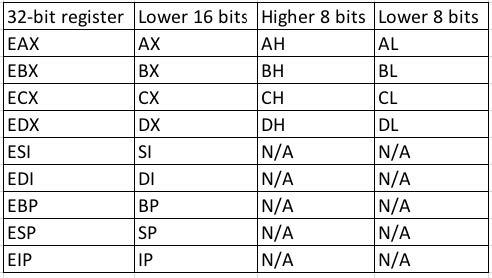 32-bit register Lower 16 bits Higher 8 bits Lower 8 bits
EAX AX AH AL
EBX BX BH BL
ECX CX CH CL
EDX DX DH DL
ESI SI N/A N/A
EDI DI N/A N/A
EBP BP N/A N/A
ESP SP N/A N/A
EIP IP N/A N/A